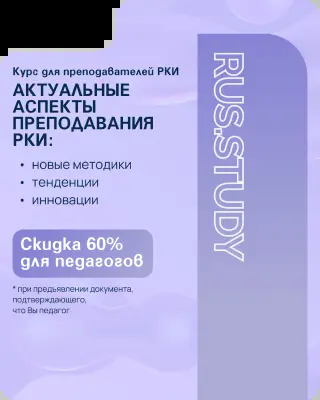 Курс для преподавателей РКИ
АКТУАЛЬНЫЕ
АСПЕКТЫ
ПРЕПОДАВАНИЯ
РКИ:
• новые методики
• тенденции
• инновации
Скидка 60%
для педагогов
* при предъявлении документа,
подтверждающего,
что Вы педагог
RUS.STUDY